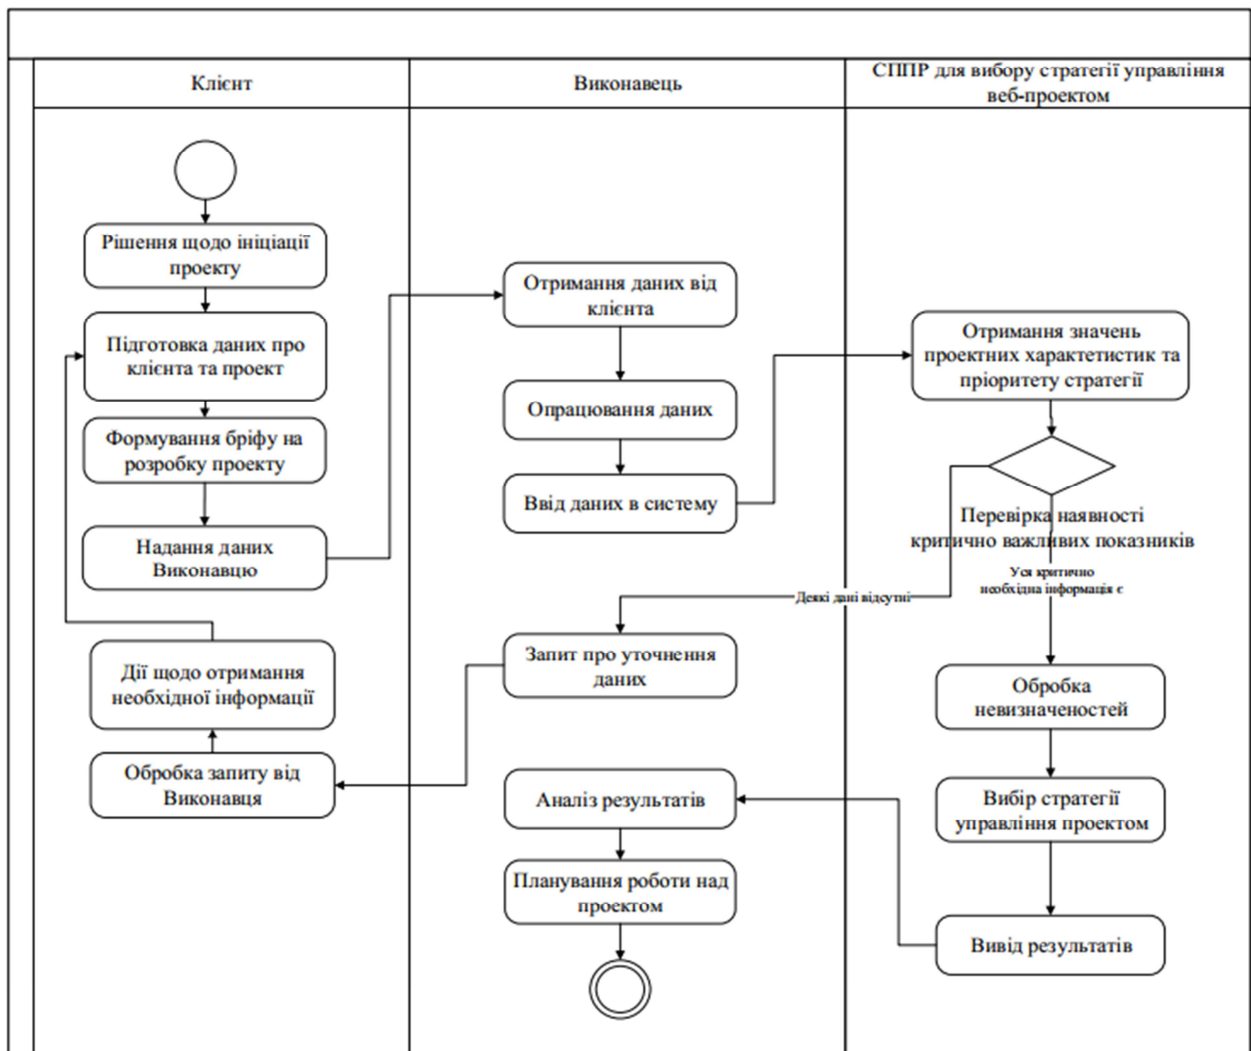 Клієнт
Виконавець
СППР для вибору стратегії управління
веб-проектом
Рішення щодо ініціації
проекту
Підготовка даних про
клієнта та проект
Формування бріфу на
розробку проекту
Надання даних
Виконавцю
Дії щодо отримання
необхідної інформації
Обробка запиту від
Виконавця
Отримання даних від
клієнта
Опрацювання даних
Ввід даних в систему
Запит про уточнення
даних
Аналіз результатів
Планування роботи над
проектом
Отримання значень
проектних характетистик та
пріоритету стратегії
Перевірка наявності
критично важливих показників
Уся критично
необхідна інформація є
Деякі дані відсутні
Обробка
невизначеностей
Вибір стратегії
управління проектом
Вивід результатів